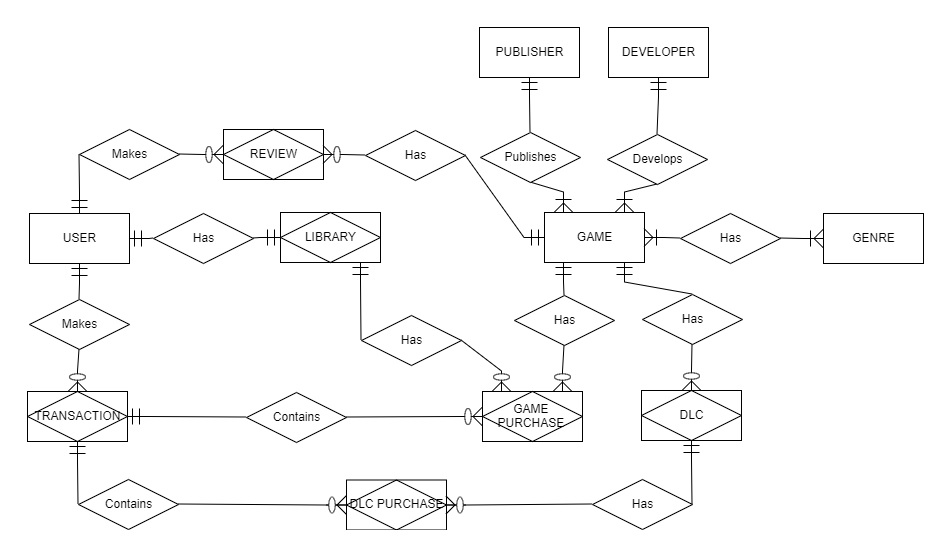 PUBLISHER
DEVELOPER
Makes
REVIEW
Has
Publishes
Develops
USER
Has
LIBRARY
GAME
Has
GENRE
Makes
Has
Has
Has
TRANSACTION
Contains
GAME
PURCHASE
DLC
Contains
DLC PURCHASE
Has